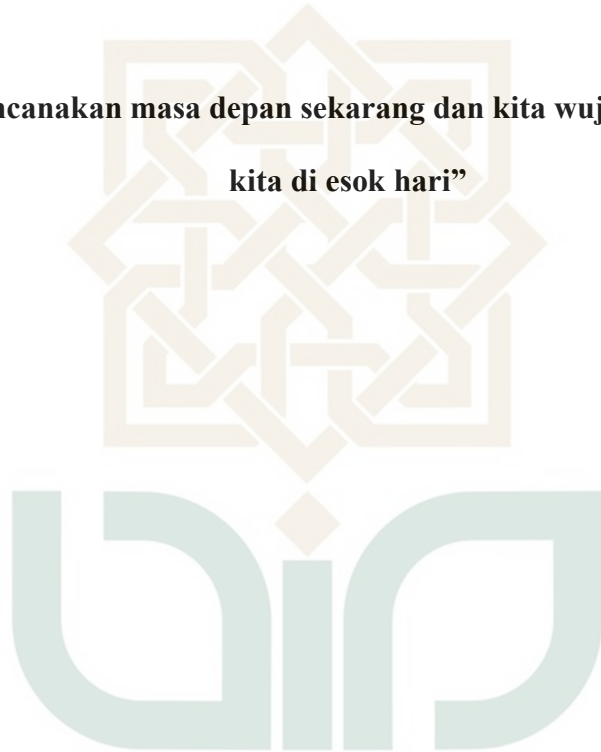 ncanakan masa depan sekarang dan kita wuj
kita di esok hari”